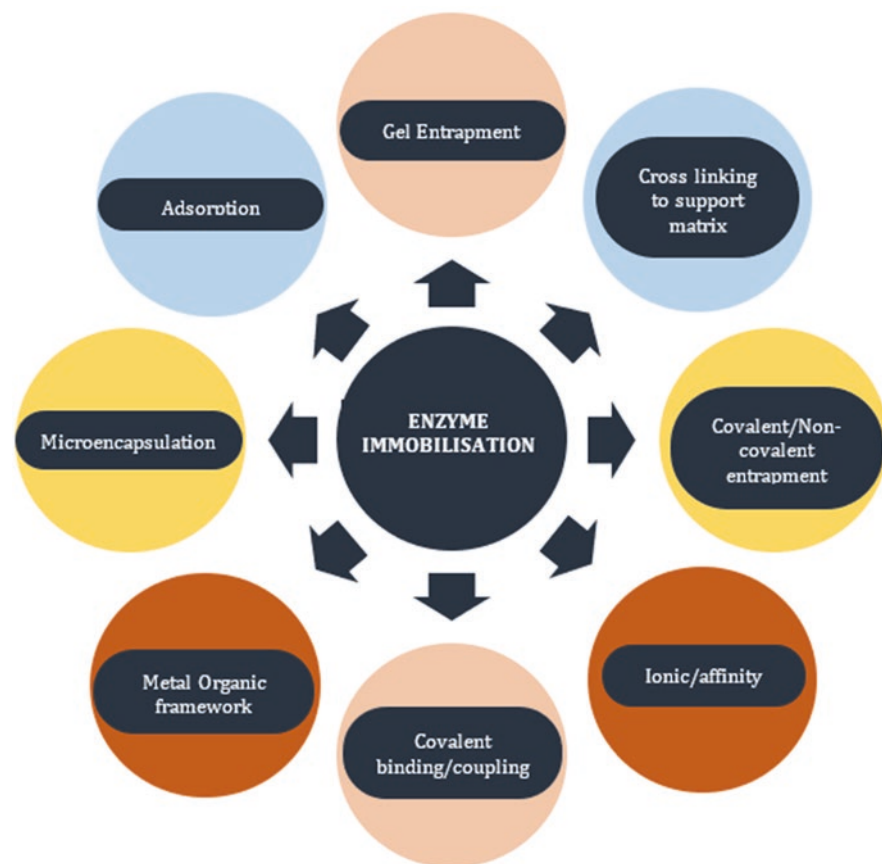 Gel Entrapment
Adsorption
Cross linking
to support
matrix
Microencapsulation
ENZYME
IMMOBILISATION
Covalent/Non-
covalent
entrapment
Metal Organic
framework
Ionic/affinity
Covalent
binding/coupling